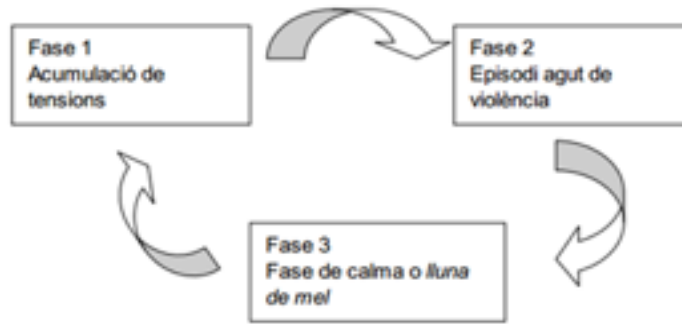 Fase 1
Acumulació de
tensions
Fase 2
Episodi agut de
violència
Fase 3
Fase de calma o lluna
de mel